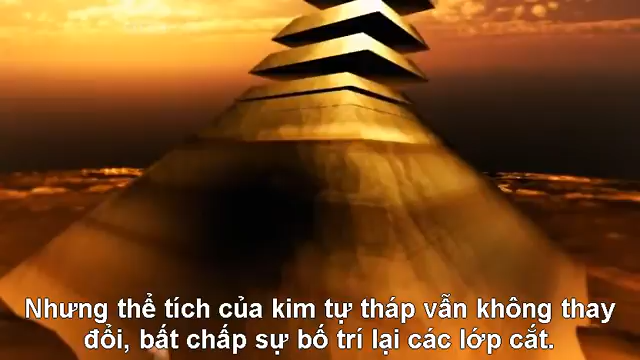 Nhưng thể tích của kim tự tháp vẫn không thay
đổi, bất chấp sự bố trí lại các lớp cắt.